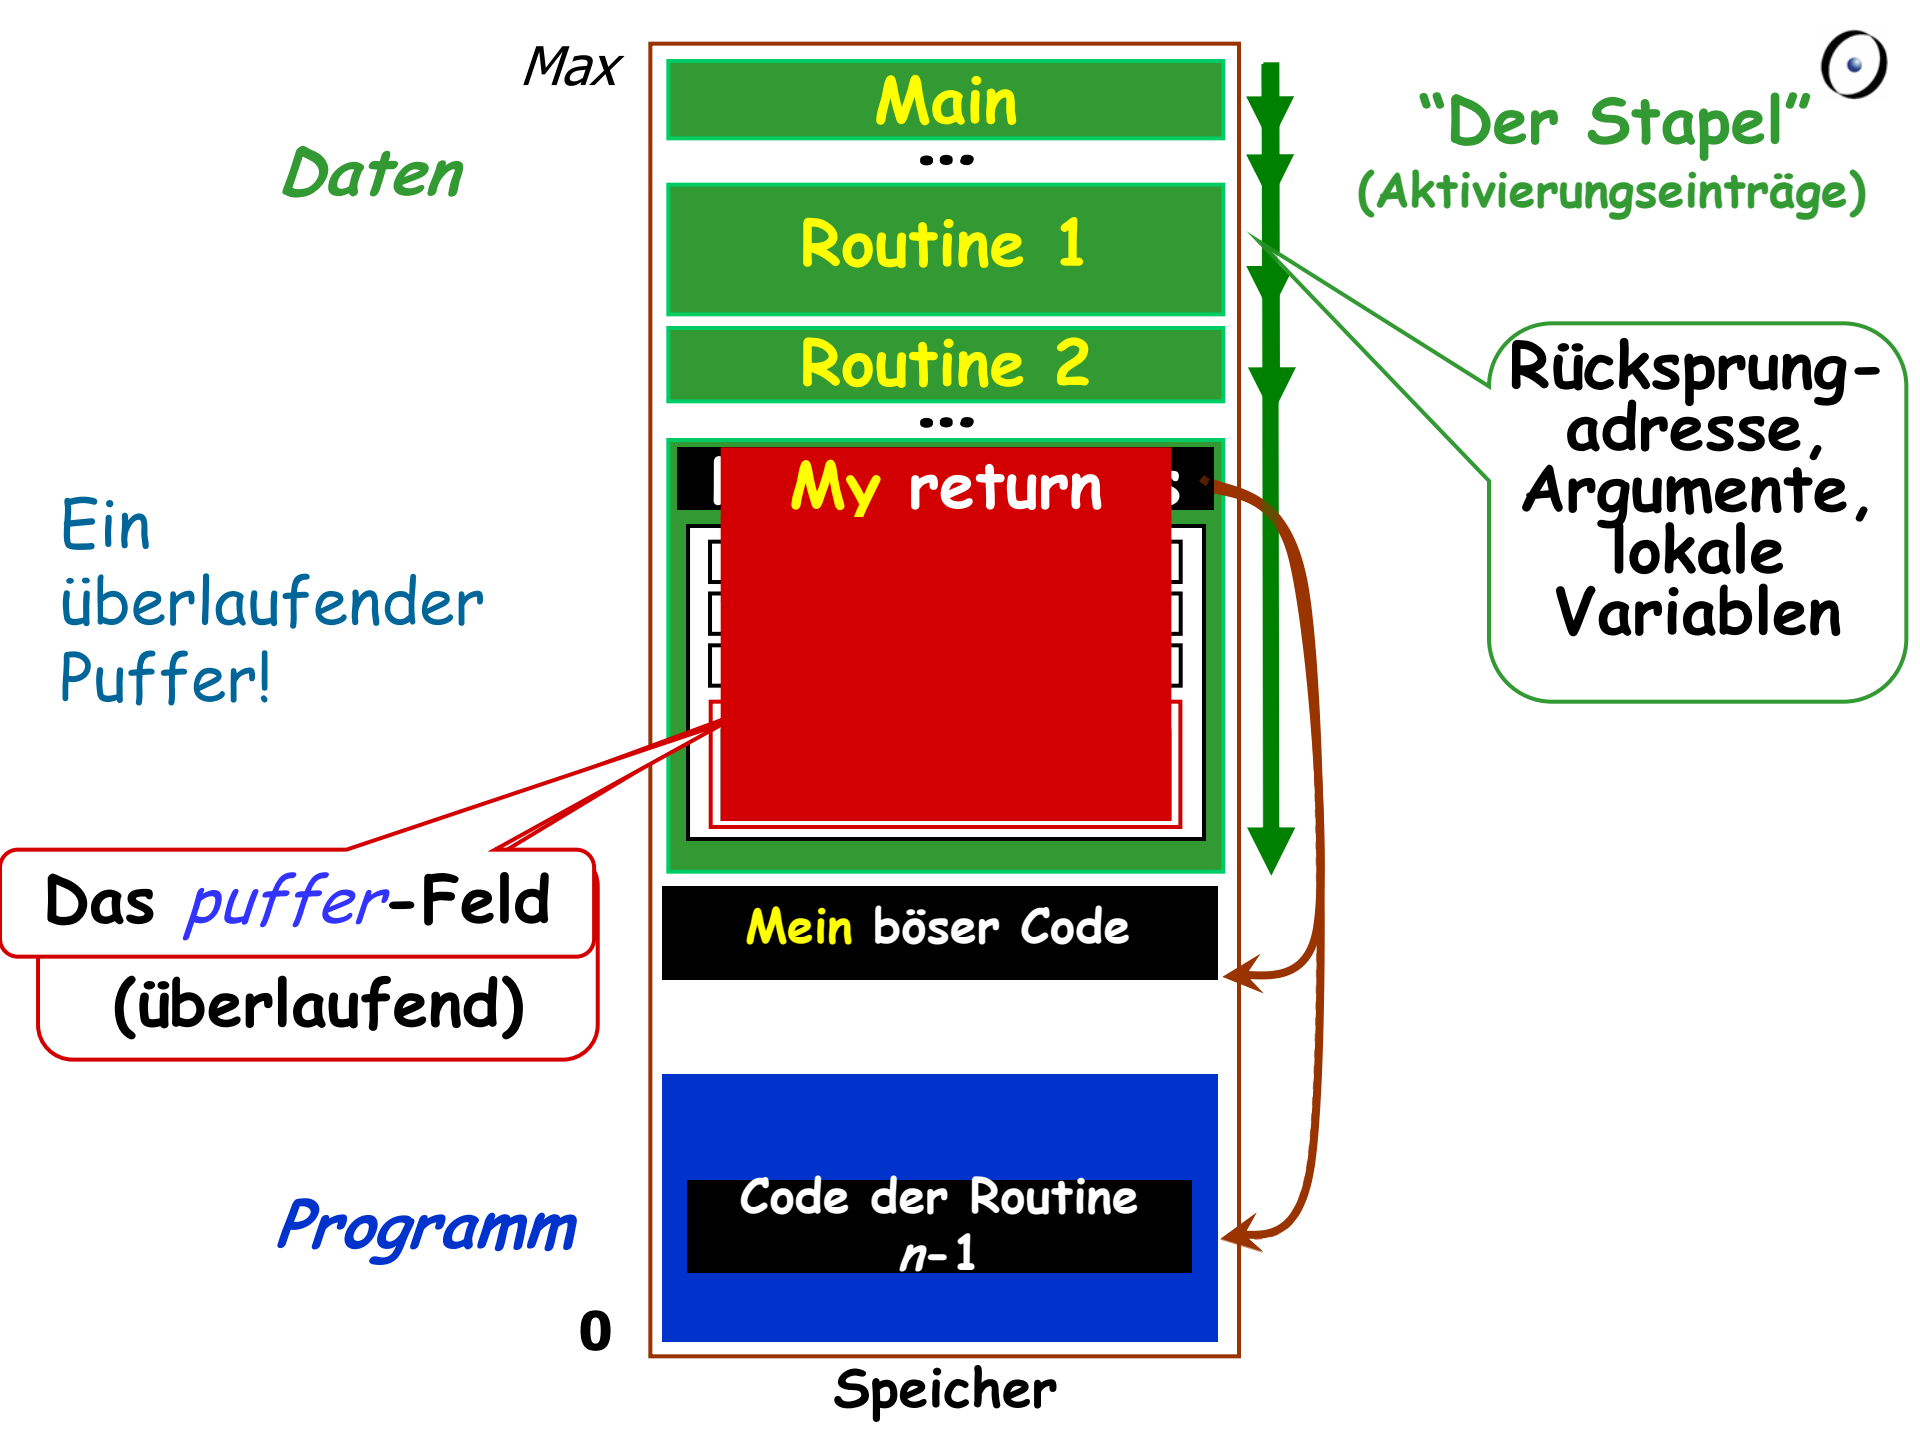 Max
Main
“Der Stapel”
(Aktivierungseinträge)
...
Daten
Routine 1
Routine 2
...
Rücksprung-
adresse,
Argumente,
lokale
Variablen
My return
Ein
überlaufender
Puffer!
Das puffer-Feld
(überlaufend)
Mein böser Code
Programm
Code der Routine
n-1
0
Speicher